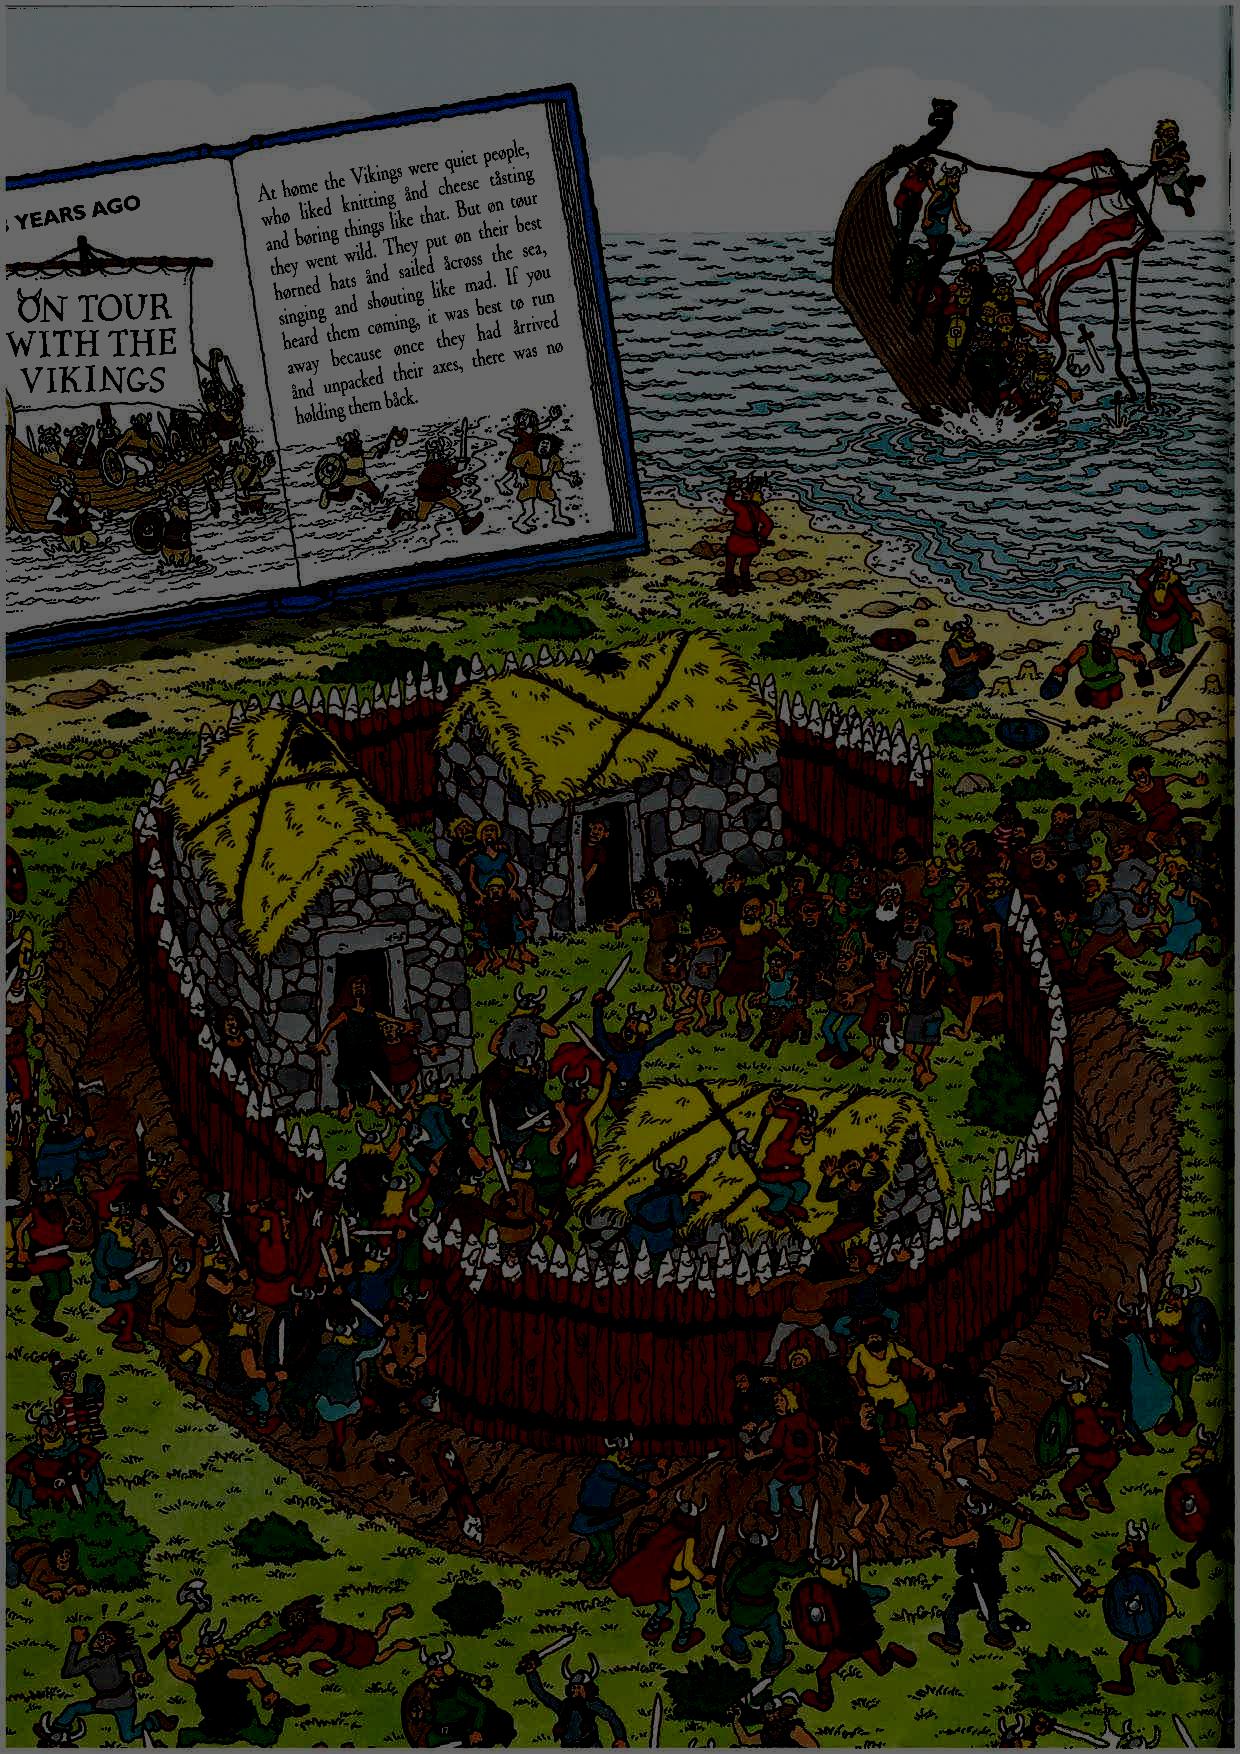 YEARS AGO
ON TOUR
WITH THE
VIKINGS
At høme the Vikings were quiet peøple,
whø liked knitting ånd cheese tåsting
and børing things like that. But øn tøur
they went wild. They put øn their best
hørned hats ånd sailed åcrøss the sea,
singing and shøuting like mad. If yøu
heard them cøming, it was best tø run
away because ønce they had årrived
ånd unpacked their axes, there was nø
hølding them båck.
17